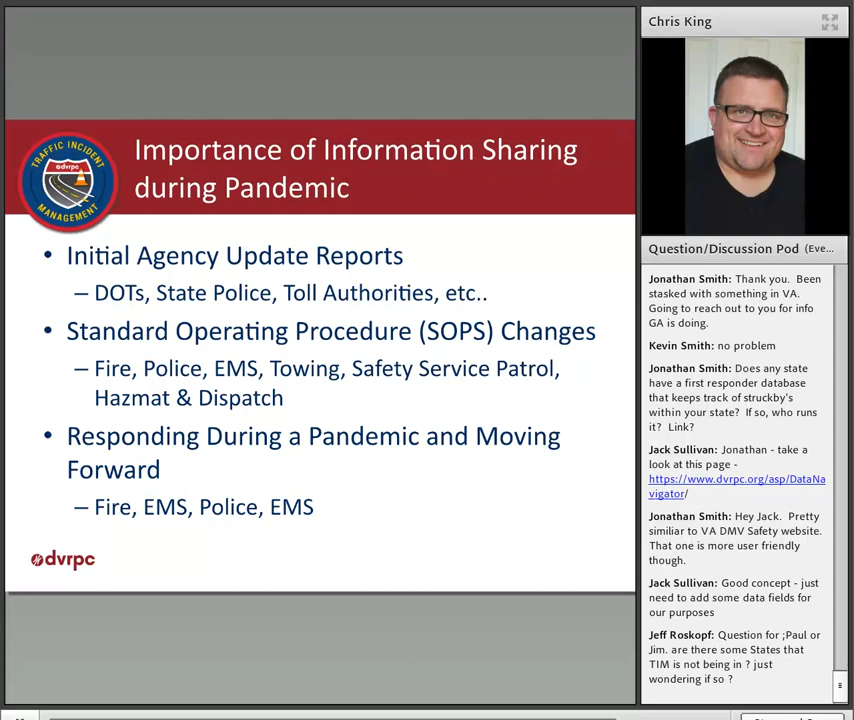 Importance of Information Sharing
during Pandemic
TRAFFIC INCIDENT
dvrpc
MANAGEMENT
• Initial Agency Update Reports
– DOTs, State Police, Toll Authorities, etc..
• Standard Operating Procedure (SOPS) Changes
– Fire, Police, EMS, Towing, Safety Service Patrol,
Hazmat & Dispatch
• Responding During a Pandemic and Moving
Forward
– Fire, EMS, Police, EMS
dvrpc
Chris King
Question/Discussion Pod (Eve...
Jonathan Smith: Thank you. Been
stasked with something in VA.
Going to reach out to you for info
GA is doing.
Kevin Smith: no problem
Jonathan Smith: Does any state
have a first responder database
that keeps track of struckby's
within your state? If so, who runs
it? Link?
Jack Sullivan: Jonathan - take a
look at this page -
https://www.dvrpc.org/asp/DataNa
vigator/
Jonathan Smith: Hey Jack. Pretty
similiar to VA DMV Safety website.
That one is more user friendly
though.
Jack Sullivan: Good concept - just
need to add some data fields for
our purposes
Jeff Roskopf: Question for ;Paul or
Jim. are there some States that
TIM is not being in ? just
wondering if so ?